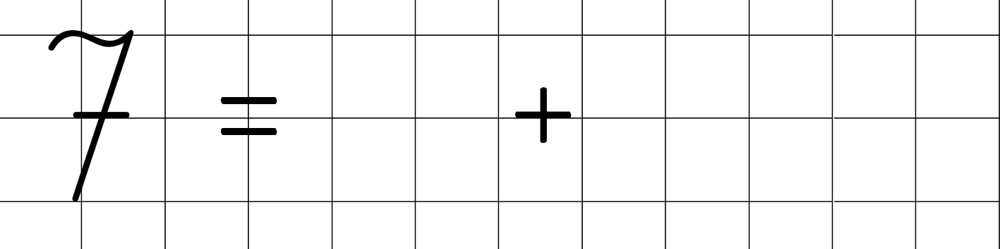 7 = +